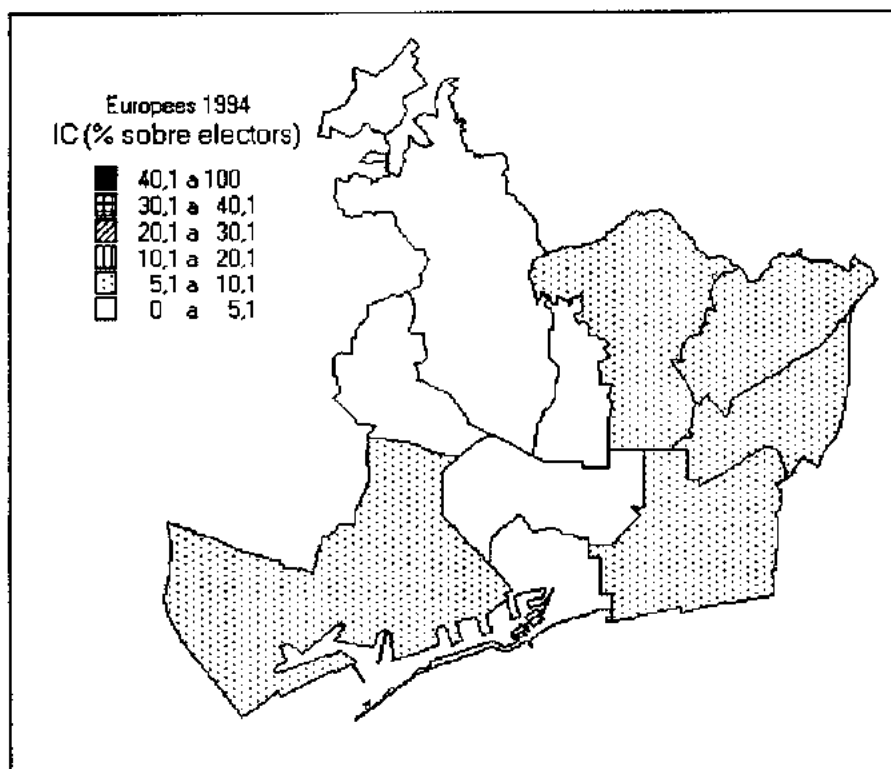 Europees 1994
IC (% sobre electors)
40,1 a 100
30,1 a 40,1
20,1 a 30,1
10,1 a 20,1
5,1 a 10,1
0 a 5,1